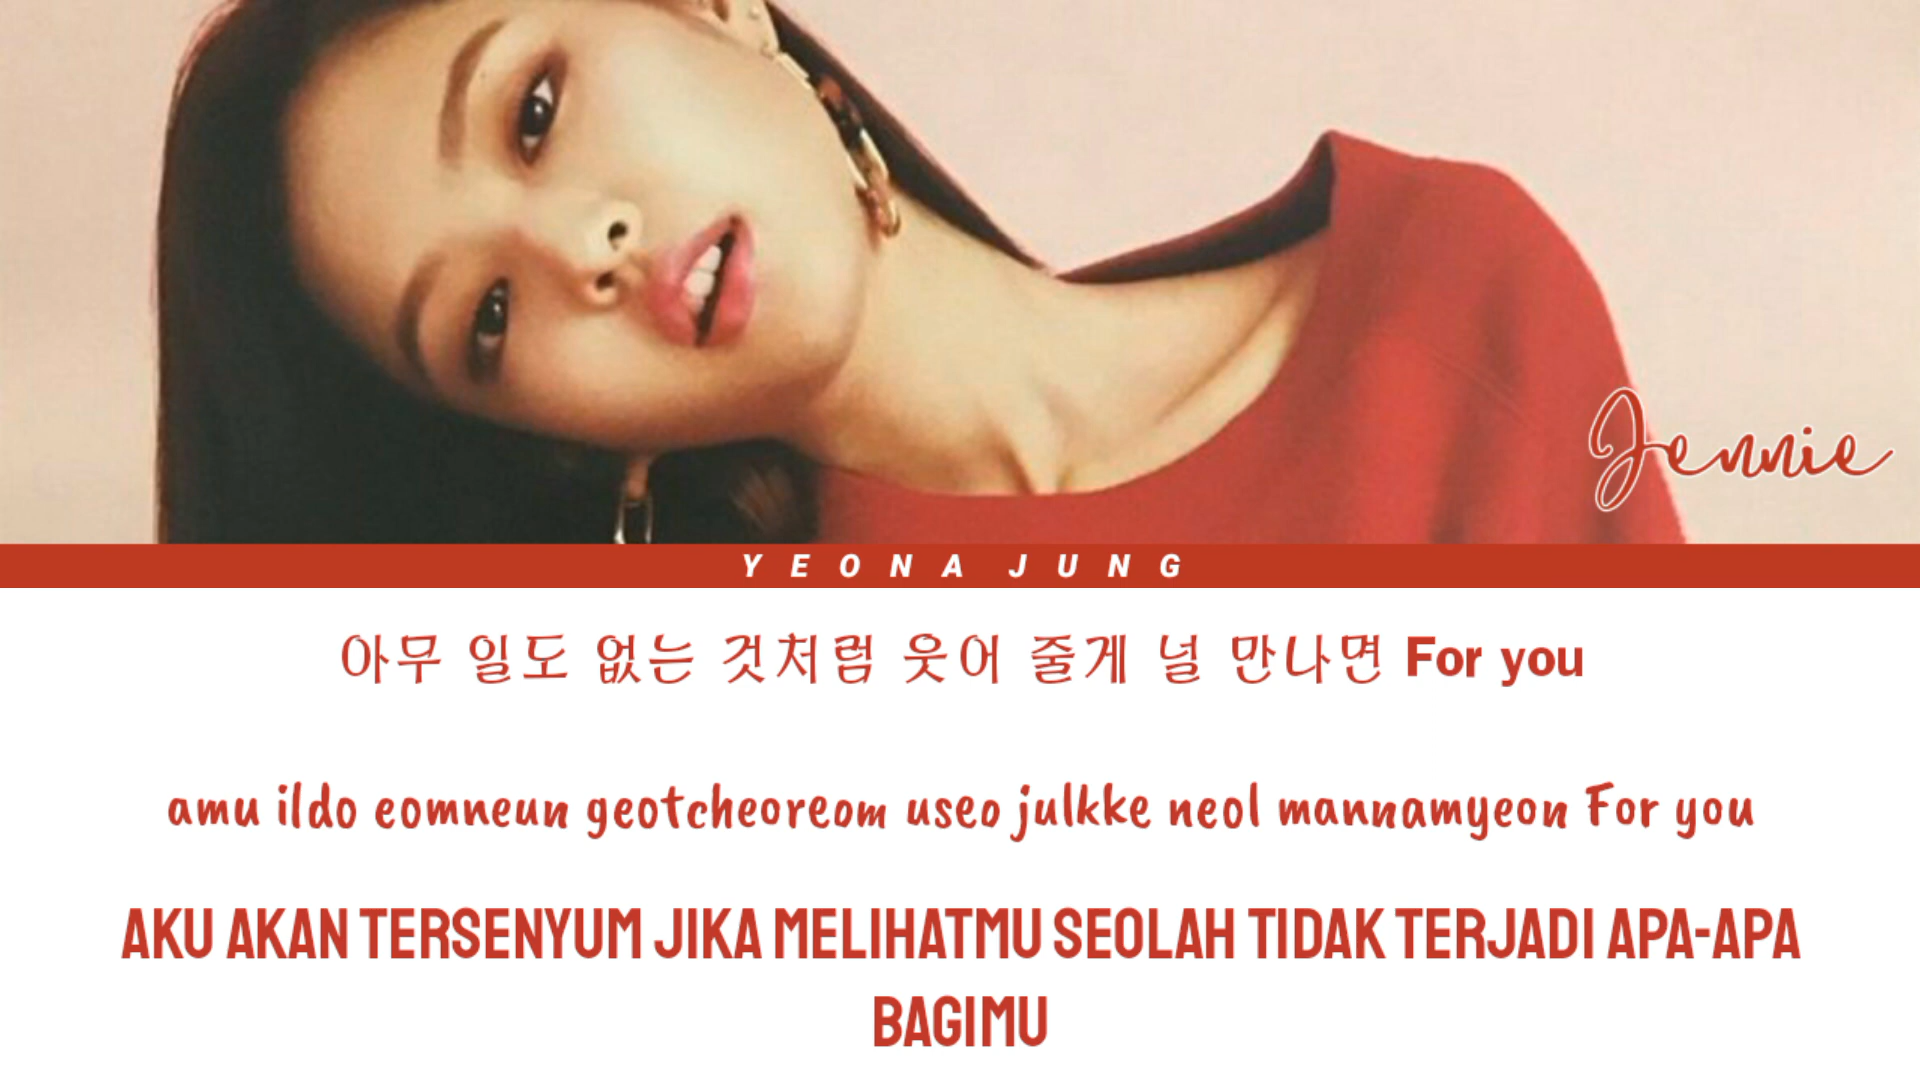 Jennie
YEONA JUNG
아무 일도 없는 것처럼 웃어 줄게 널 만나면 For you
amu ildo eomneun geotcheoreom useo julkke neol mannamyeon For you
AKU AKAN TERSENYUM JIKA MELIHATMU SEOLAH TIDAK TERJADI APA-APA
BAGIMU